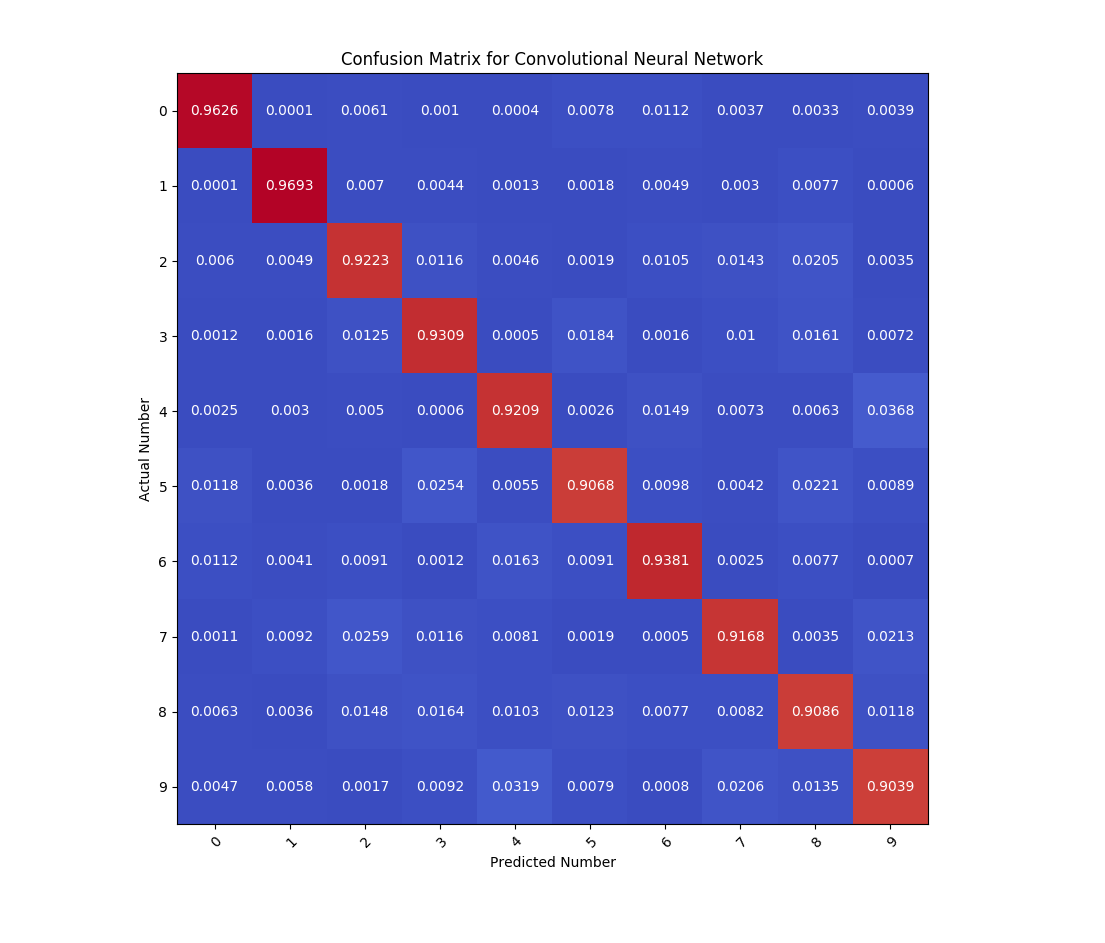 Confusion Matrix for Convolutional Neural Network
0 0.9626 0.0001 0.0061 0.001 0.0004 0.0078 0.0112 0.0037 0.0033 0.0039
1 0.0001 0.9693 0.007 0.0044 0.0013 0.0018 0.0049 0.003 0.0077 0.0006
2 0.006 0.0049 0.9223 0.0116 0.0046 0.0019 0.0105 0.0143 0.0205 0.0035
3 0.0012 0.0016 0.0125 0.9309 0.0005 0.0184 0.0016 0.01 0.0161 0.0072
4 0.0025 0.003 0.005 0.0006 0.9209 0.0026 0.0149 0.0073 0.0063 0.0368
5 0.0118 0.0036 0.0018 0.0254 0.0055 0.9068 0.0098 0.0042 0.0221 0.0089
6 0.0112 0.0041 0.0091 0.0012 0.0163 0.0091 0.9381 0.0025 0.0077 0.0007
7 0.0011 0.0092 0.0259 0.0116 0.0081 0.0019 0.0005 0.9168 0.0035 0.0213
8 0.0063 0.0036 0.0148 0.0164 0.0103 0.0123 0.0077 0.0082 0.9086 0.0118
9 0.0047 0.0058 0.0017 0.0092 0.0319 0.0079 0.0008 0.0206 0.0135 0.9039
0 1 2 3 4 5 6 7 8 9
Predicted Number
Actual Number